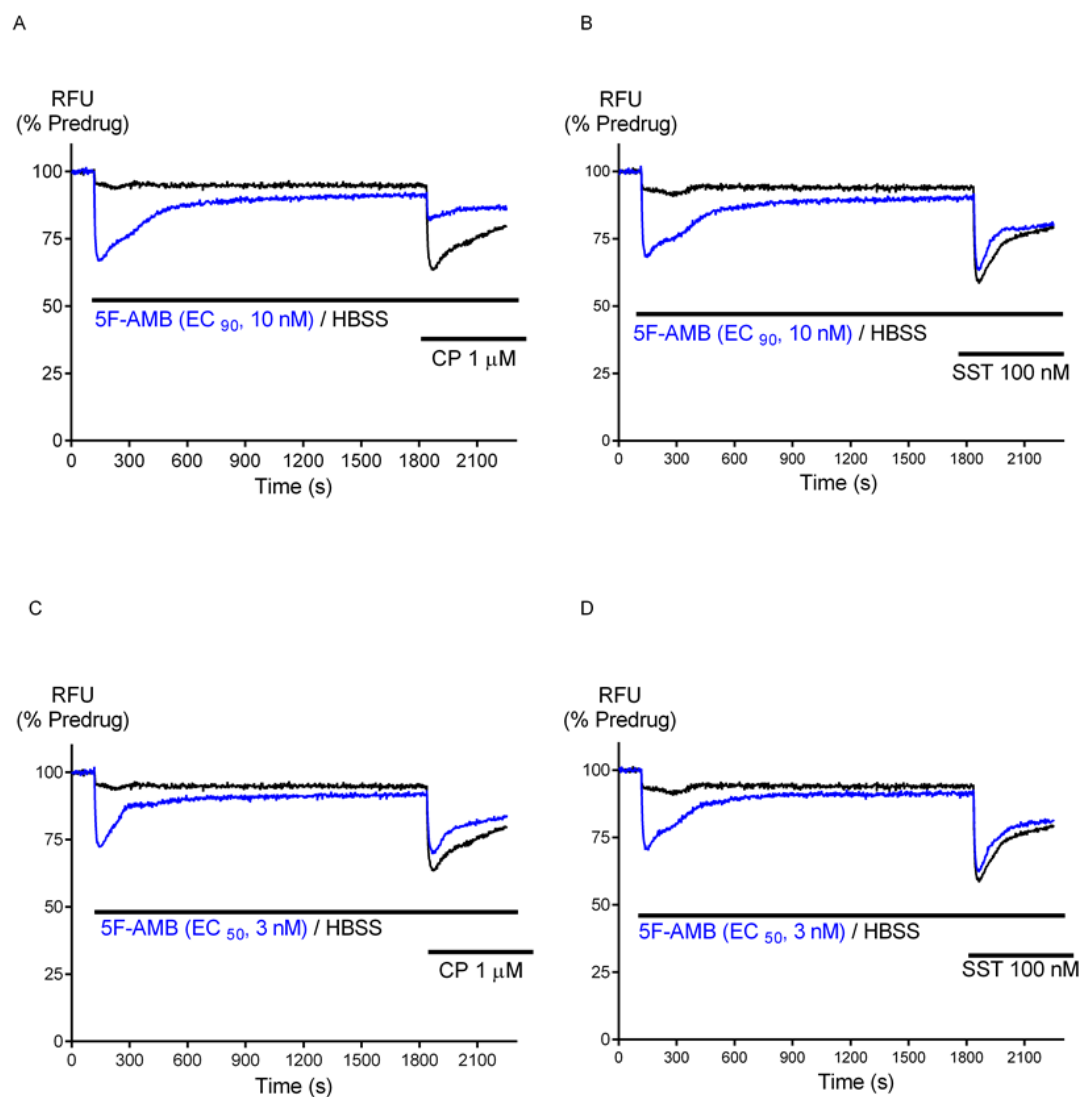 A
RFU
(% Predrug)
100
75
50
25
0
5F-AMB (EC 90, 10 nM) / HBSS
CP 1 μM
0 300 600 900 1200 1500 1800 2100
Time (s)
B
RFU
(% Predrug)
100
75
50
25
0
5F-AMB (EC 90, 10 nM) / HBSS
SST 100 nM
0 300 600 900 1200 1500 1800 2100
Time (s)
C
RFU
(% Predrug)
100
75
50
25
0
5F-AMB (EC 50, 3 nM) / HBSS
CP 1 μM
0 300 600 900 1200 1500 1800 2100
Time (s)
D
RFU
(% Predrug)
100
75
50
25
0
5F-AMB (EC 50, 3 nM) / HBSS
SST 100 nM
0 300 600 900 1200 1500 1800 2100
Time (s)